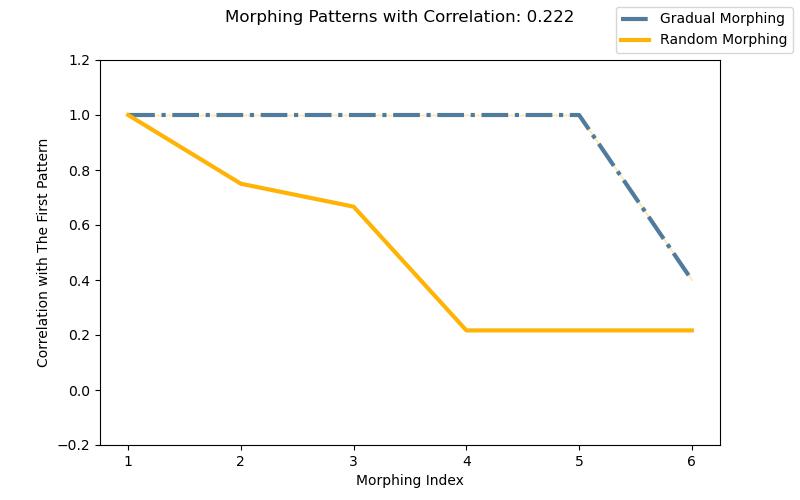 Morphing Patterns with Correlation: 0.222
Gradual Morphing
Random Morphing
1.2
1.0
0.8
0.6
0.4
0.2
0.0
−0.2
Correlation with The First Pattern
1 2 3 4 5 6
Morphing Index